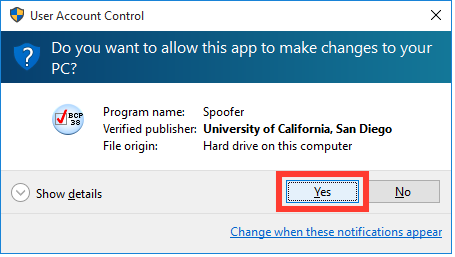 User Account Control
Do you want to allow this app to make changes to your
PC?
BCP
38
Program name: Spoofer
Verified publisher: University of California, San Diego
File origin: Hard drive on this computer
Show details
Yes
No
Change when these notifications appear